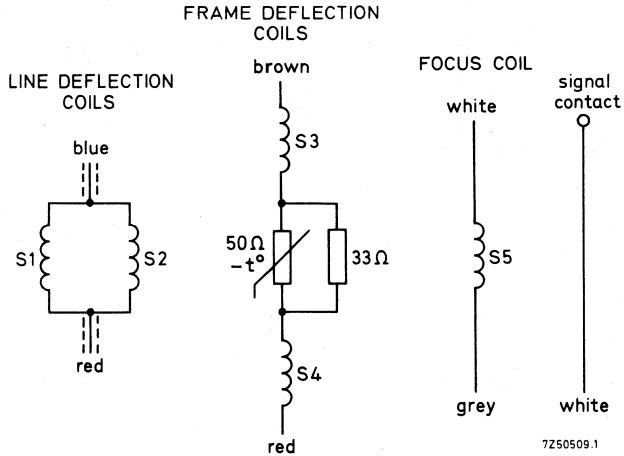 LINE DEFLECTION
COILS
blue
S1
S2
red
FRAME DEFLECTION
COILS
brown
S3
50Ω
-t°
33Ω
S4
red
FOCUS COIL
white
S5
grey
signal
contact
white
7Z50509.1